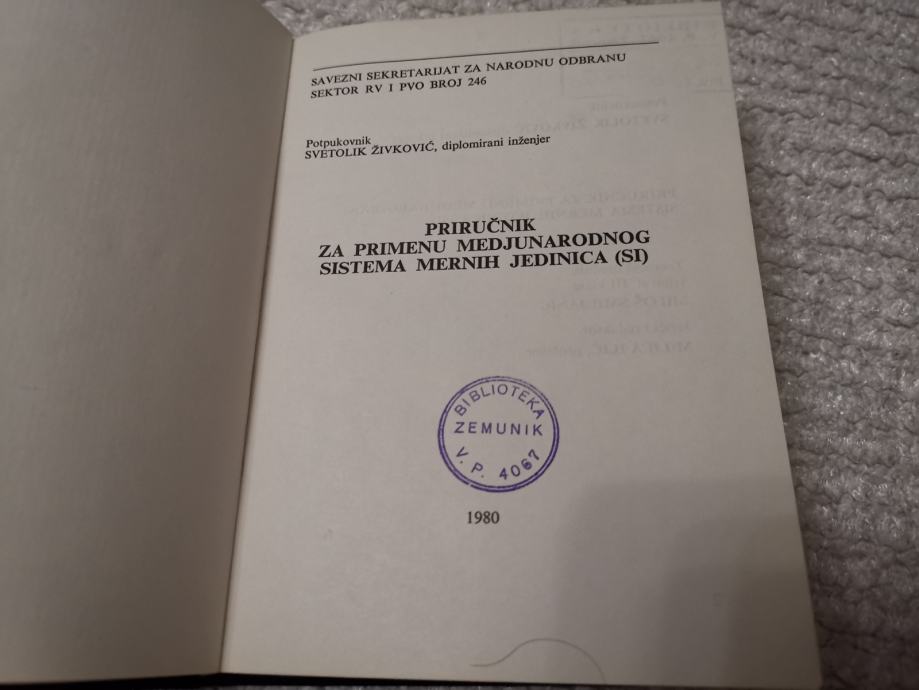 SAVEZNI SEKRETARIJAT ZA NARODNU ODBRANU
SEKTOR RV I PVO BROJ 246
Potpukovnik
SVETOLIK ŽIVKOVIĆ, diplomirani inženjer
PRIRUČNIK
ZA PRIMENU MEDJUNARODNOG
SISTEMA MERNIH JEDINICA (SI)
BIBLIOTEKA
ZEMUNIK
V. P. 4067
1980